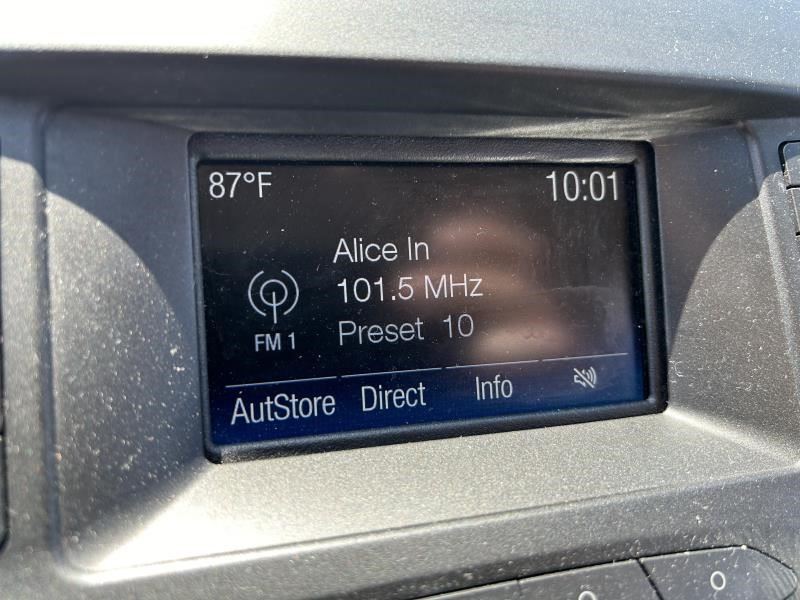 87°F 10:01
Alice In
101.5 MHz
FM 1 Preset 10
AutStore Direct Info